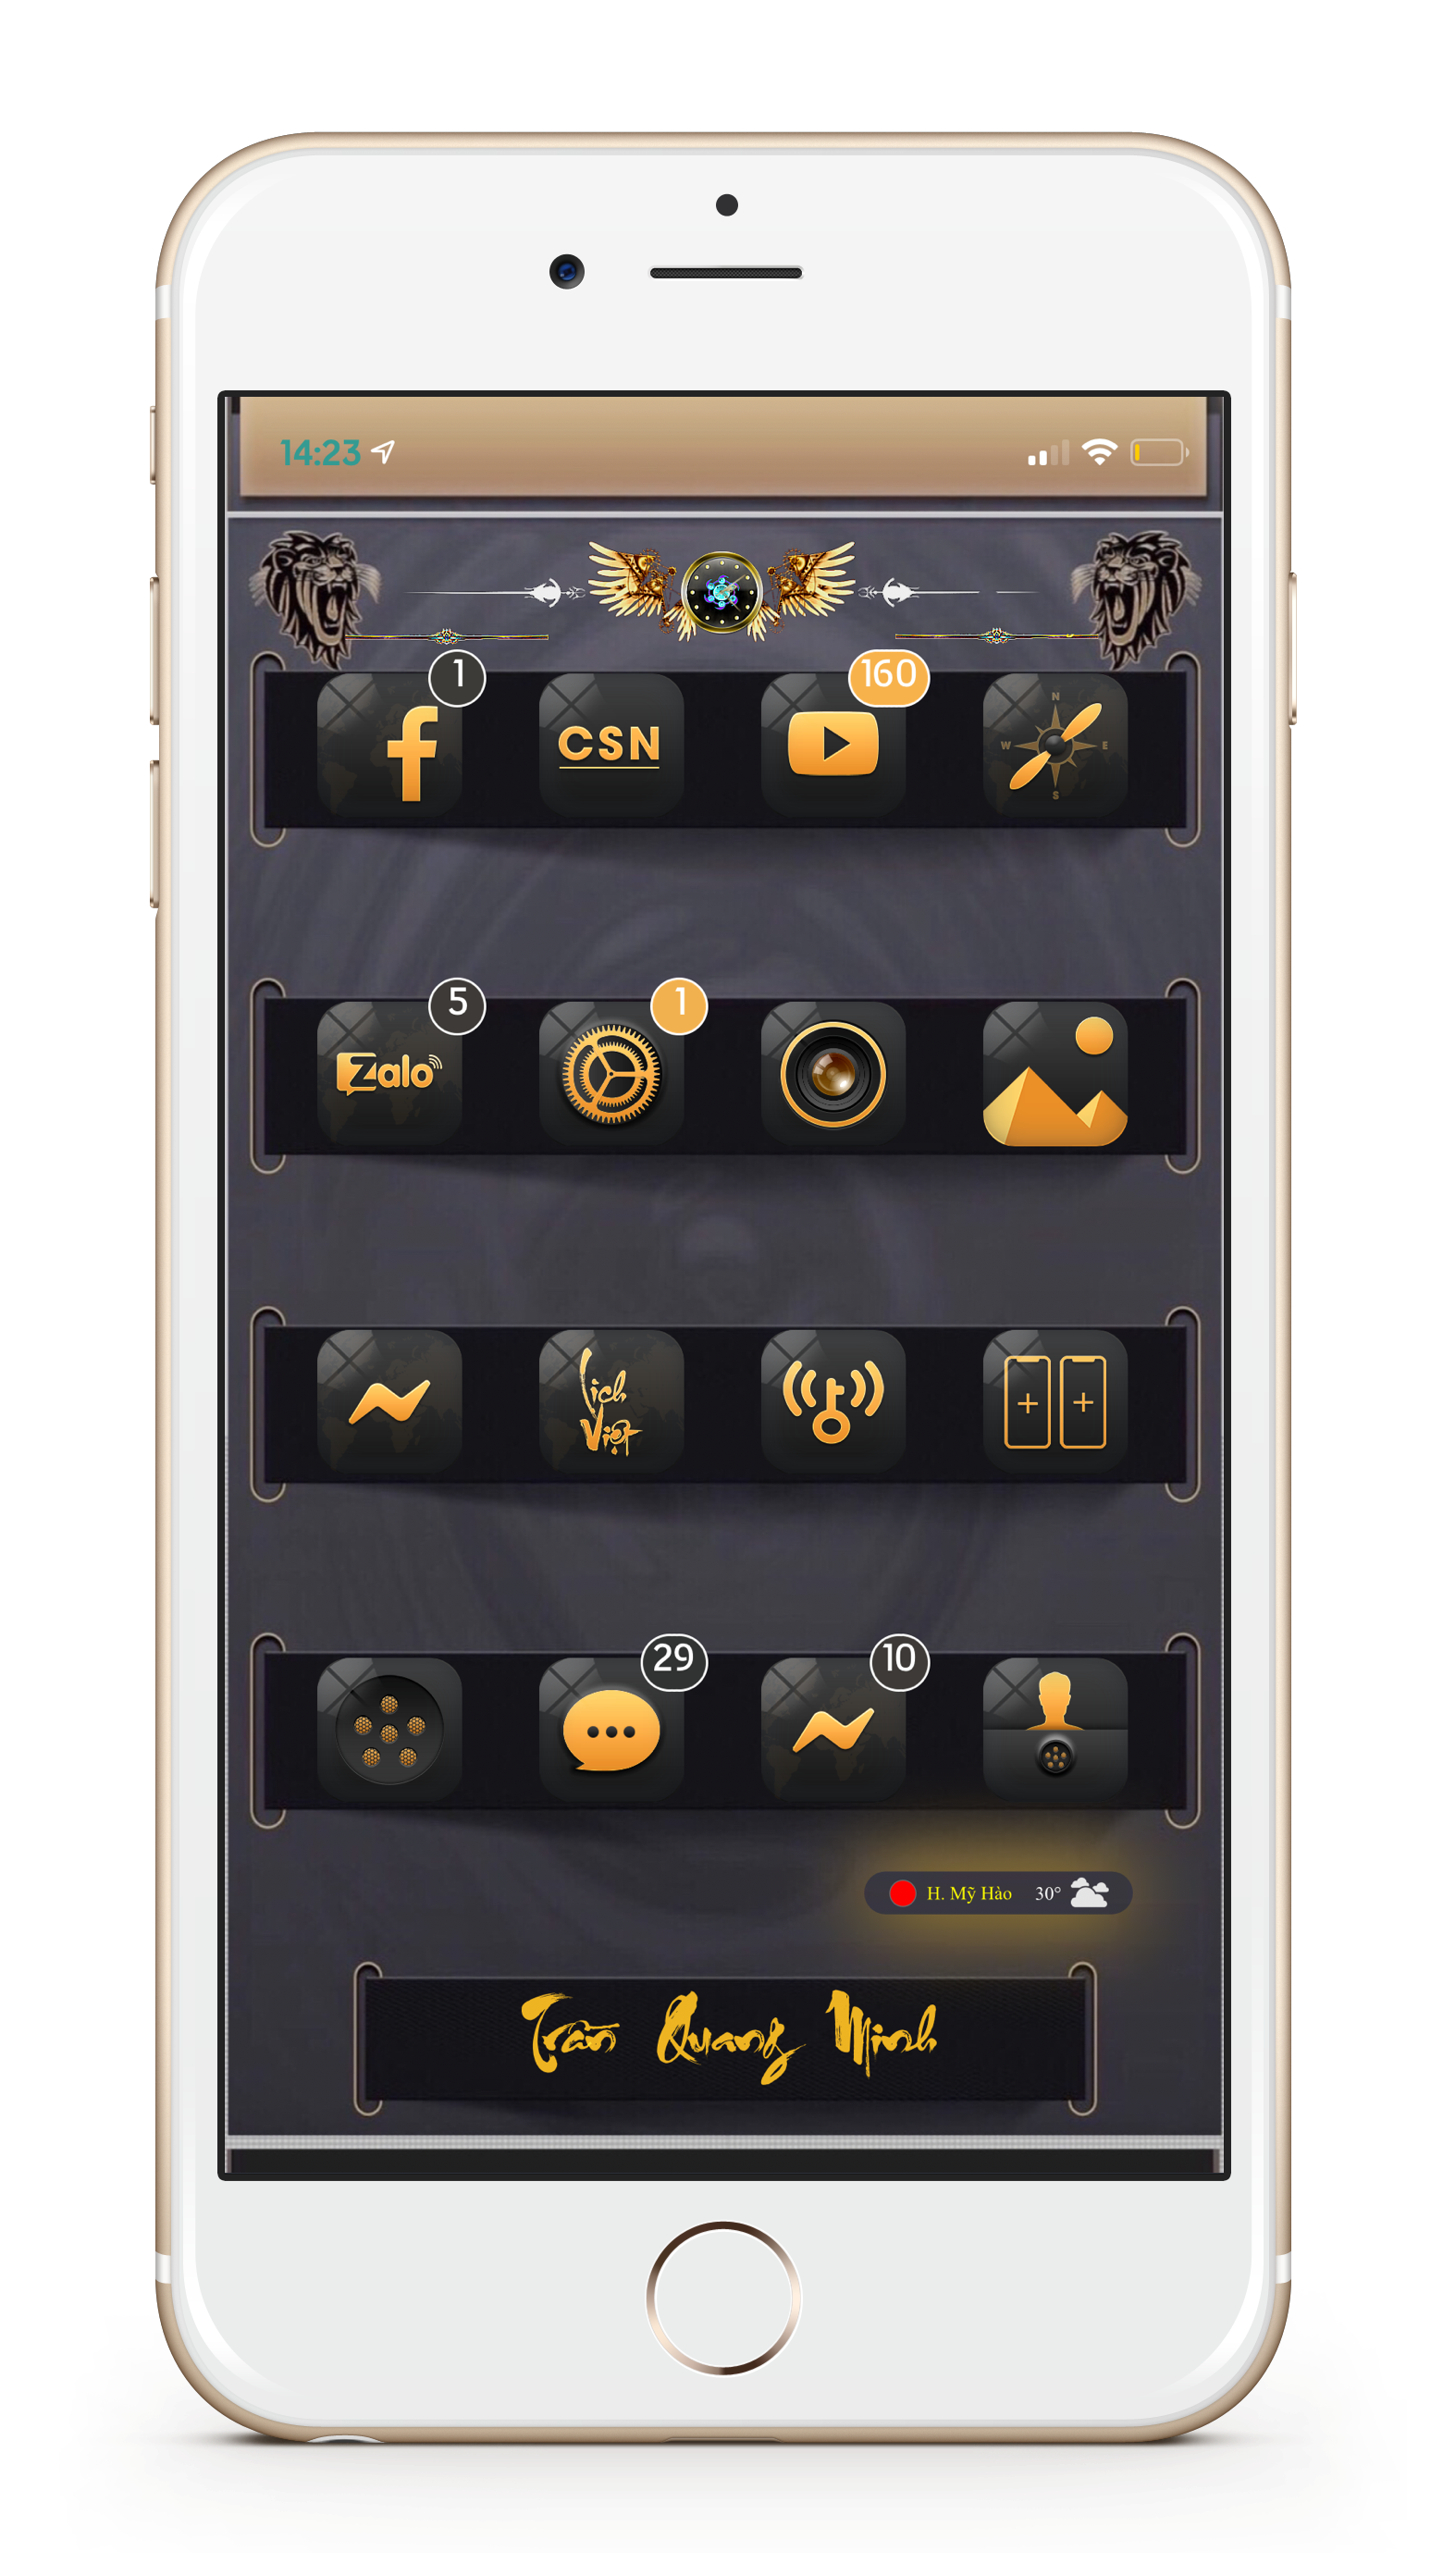 14:23
1
160
f
CSN
N
W E
S
5
1
Zalo
Lịch
Việt
29
10
H. Mỹ Hào 30°
Trần Quang Minh